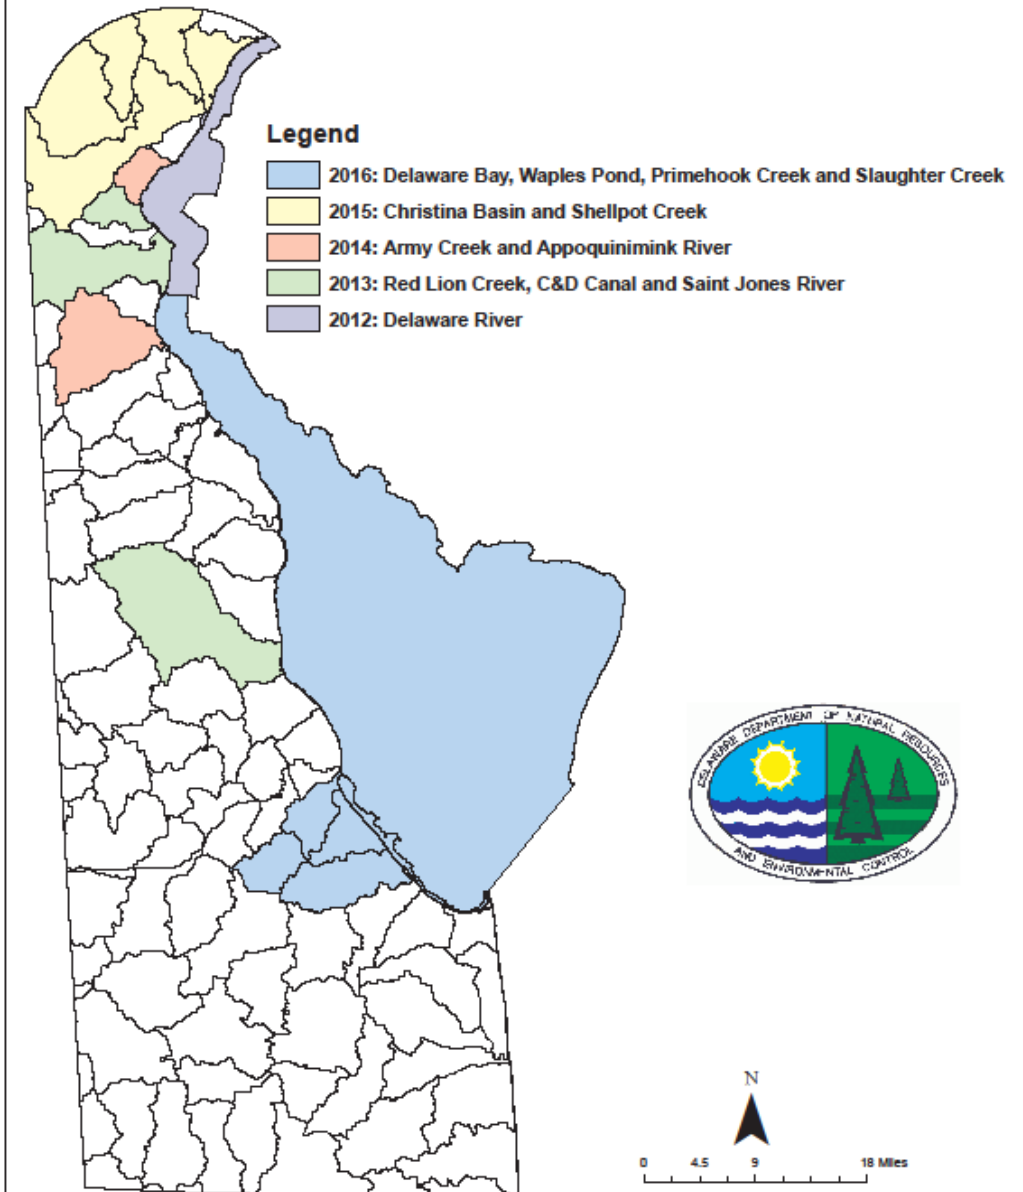 Legend
2016: Delaware Bay, Waples Pond, Primehook Creek and Slaughter Creek
2015: Christina Basin and Shellpot Creek
2014: Army Creek and Appoquinimink River
2013: Red Lion Creek, C&D Canal and Saint Jones River
2012: Delaware River
DELAWARE DEPARTMENT OF NATURAL RESOURCES
AND ENVIRONMENTAL CONTROL
N
0 4.5 9 18 Miles